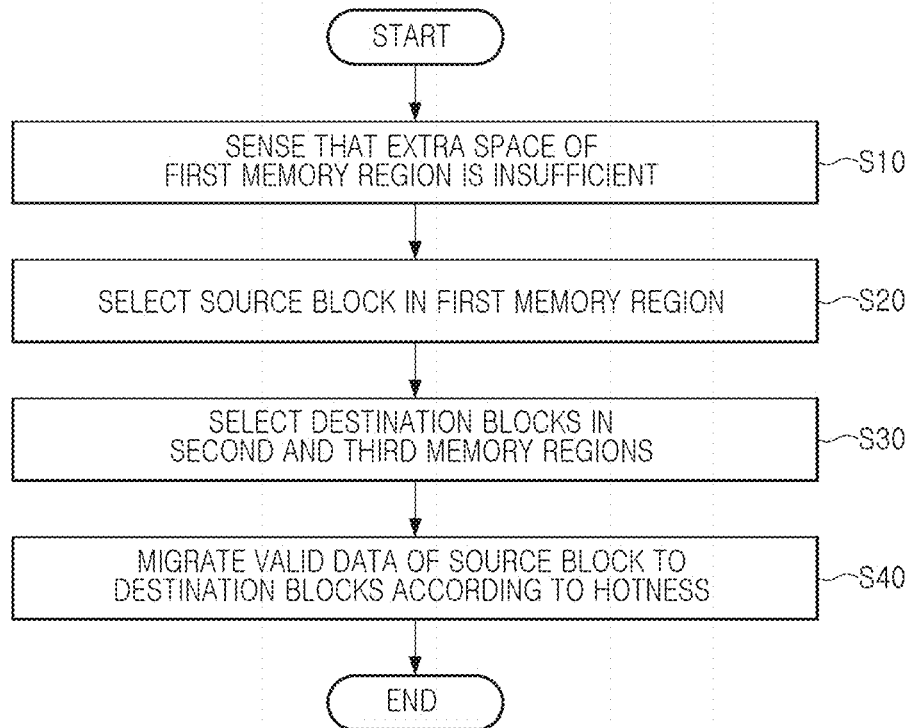 START
SENSE THAT EXTRA SPACE OF
FIRST MEMORY REGION IS INSUFFICIENT
S10
SELECT SOURCE BLOCK IN FIRST MEMORY REGION
S20
SELECT DESTINATION BLOCKS IN
SECOND AND THIRD MEMORY REGIONS
S30
MIGRATE VALID DATA OF SOURCE BLOCK TO
DESTINATION BLOCKS ACCORDING TO HOTNESS
S40
END